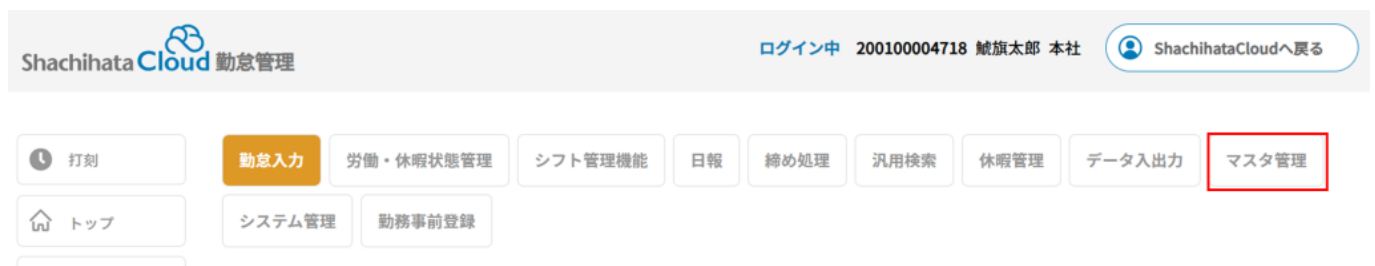 Shachihata Cloud 勤怠管理
ログイン中 200100004718 鯱旗太郎 本社
ShachihataCloudへ戻る
打刻
勤怠入力 労働・休暇状態管理 シフト管理機能 日報 締め処理 汎用検索 休暇管理 データ入出力 マスタ管理
トップ
システム管理 勤務事前登録